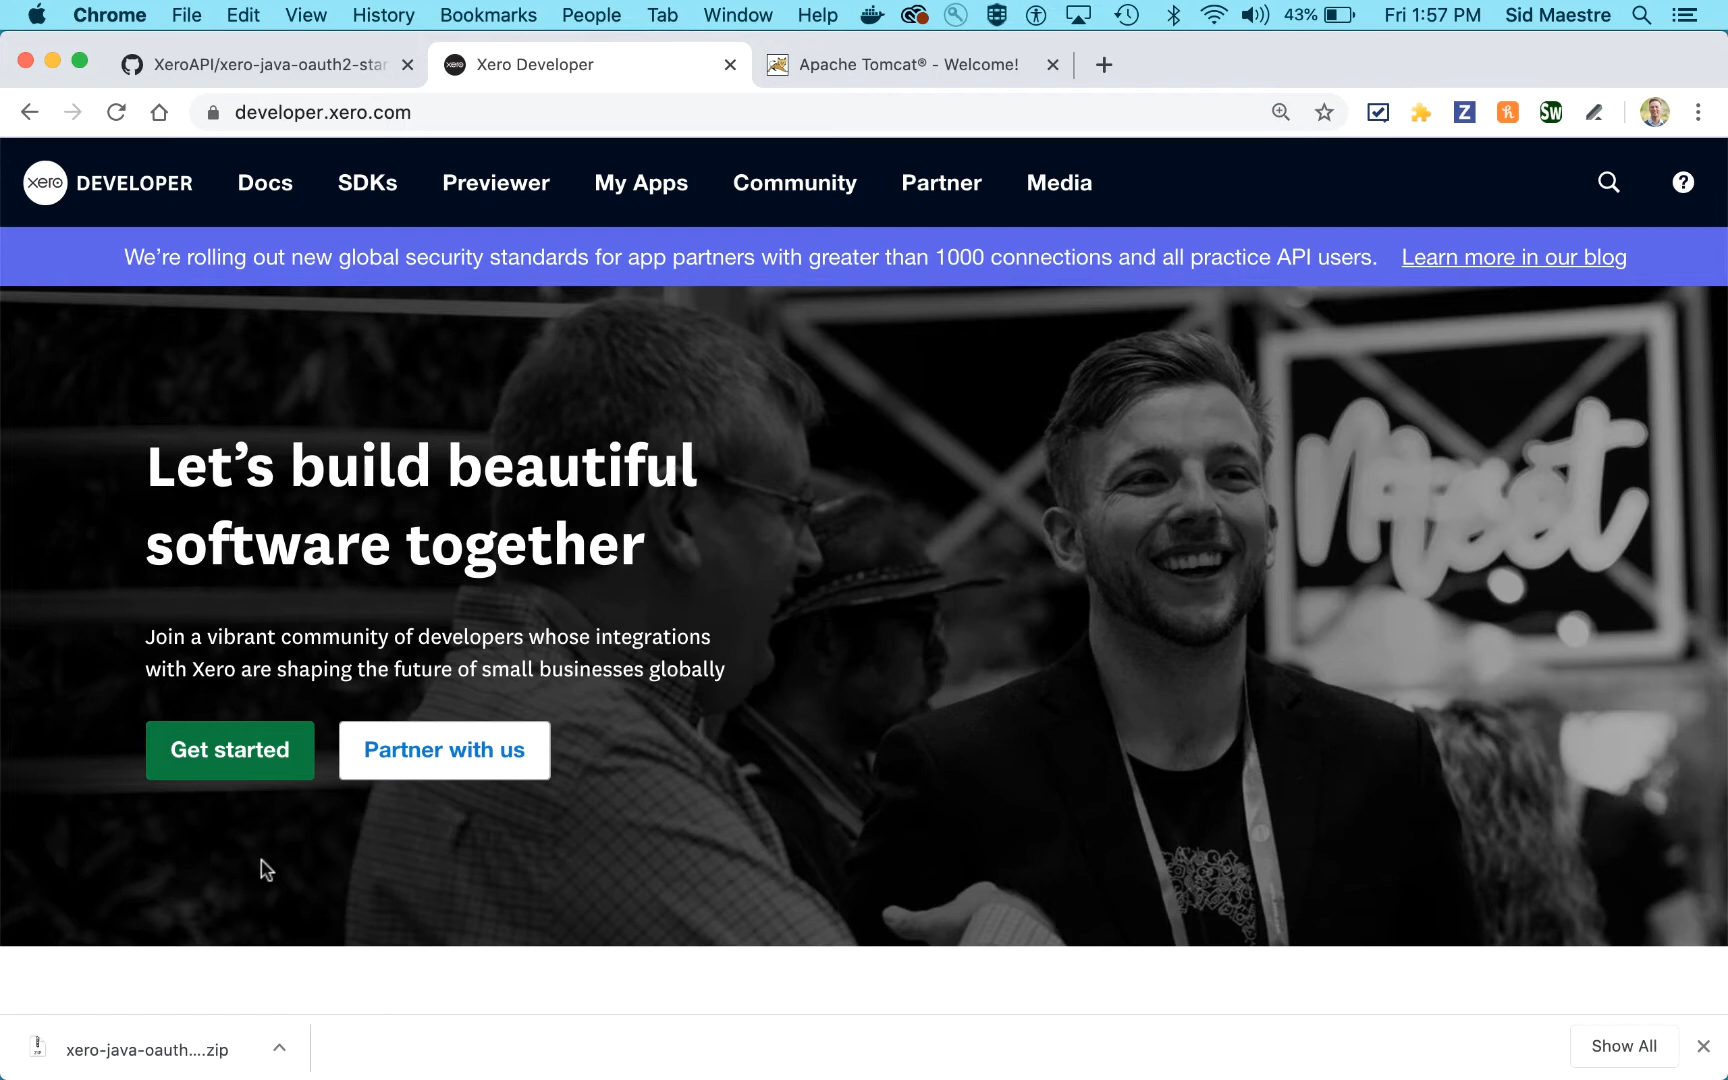 Chrome File Edit View History Bookmarks People Tab Window Help 43% Fri 1:57 PM Sid Maestre
XeroAPI/xero-java-oauth2-star
Xero Developer
Apache Tomcat® - Welcome!
developer.xero.com
xero DEVELOPER Docs SDKs Previewer My Apps Community Partner Media
We’re rolling out new global security standards for app partners with greater than 1000 connections and all practice API users. Learn more in our blog
Let’s build beautiful
software together
Join a vibrant community of developers whose integrations
with Xero are shaping the future of small businesses globally
Get started
Partner with us
xero-java-oauth....zip
Show All